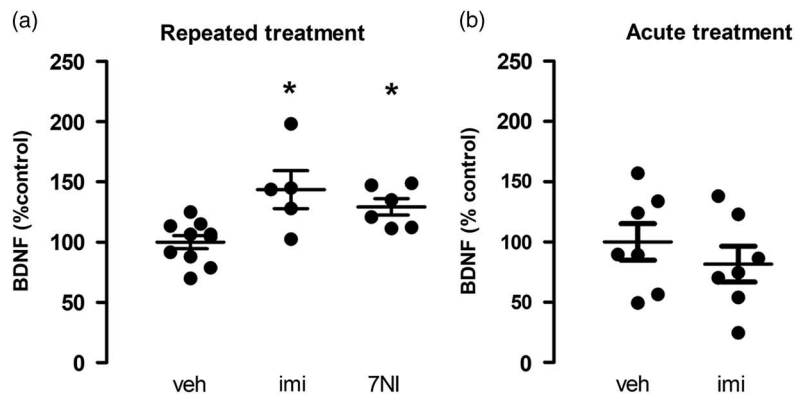 (a)
Repeated treatment
BDNF (%control)
250
200
150
100
50
0
* *
veh imi 7NI
(b)
Acute treatment
BDNF (% control)
250
200
150
100
50
0
veh imi